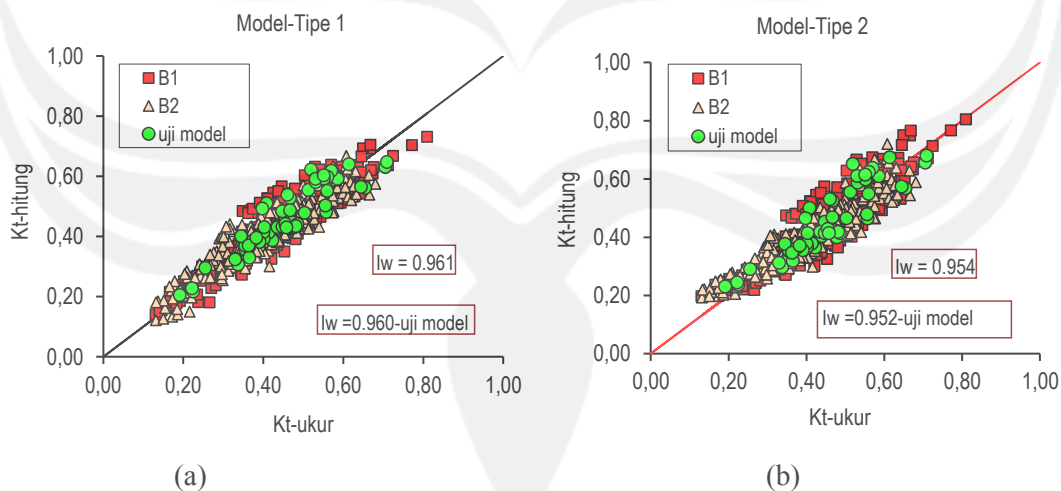 Model-Tipe 1
1,00
0,80
0,60
0,40
0,20
0,00
Kt-hitung
B1
B2
uji model
Iw = 0.961
Iw =0.960-uji model
0,00 0,20 0,40 0,60 0,80 1,00
Kt-ukur
(a)
Model-Tipe 2
1,00
0,80
0,60
0,40
0,20
0,00
Kt-hitung
B1
B2
uji model
Iw = 0.954
Iw =0.952-uji model
0,00 0,20 0,40 0,60 0,80 1,00
Kt-ukur
(b)